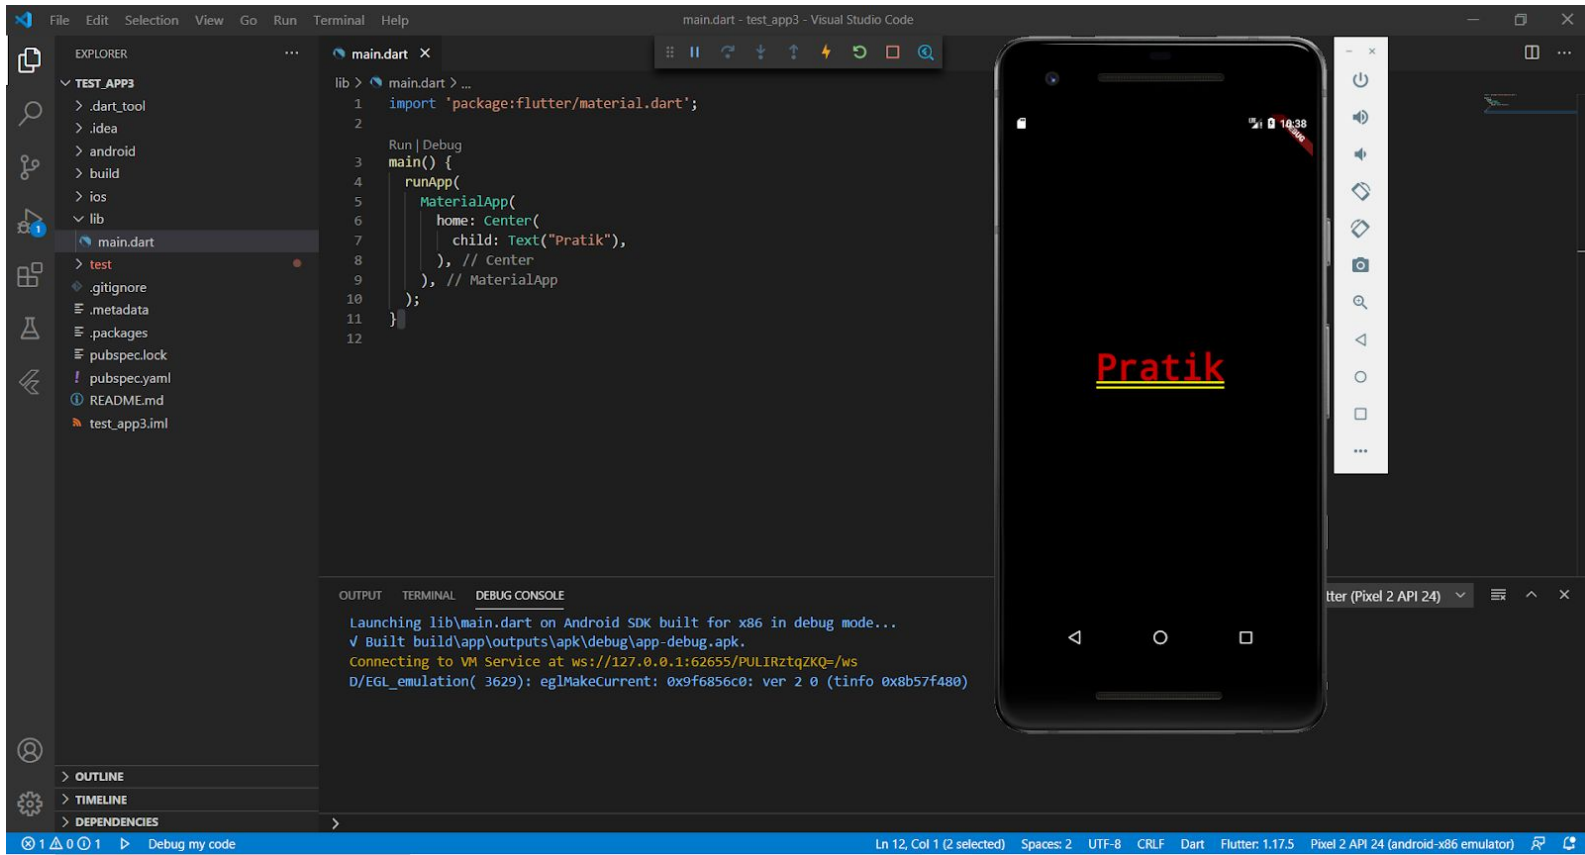 File Edit Selection View Go Run Terminal Help
main.dart - test_app3 - Visual Studio Code
EXPLORER
TEST_APP3
.dart_tool
.idea
android
build
ios
lib
main.dart
test
.gitignore
.metadata
.packages
pubspec.lock
pubspec.yaml
README.md
test_app3.iml
OUTLINE
TIMELINE
DEPENDENCIES
main.dart
lib > main.dart > ...
1 import 'package:flutter/material.dart';
2
Run | Debug
3 main() {
4 runApp(
5 MaterialApp(
6 home: Center(
7 child: Text("Pratik"),
8 ), // Center
9 ), // MaterialApp
10 );
11 }
12
10:38
Pratik
OUTPUT TERMINAL DEBUG CONSOLE
tter (Pixel 2 API 24)
Launching lib\main.dart on Android SDK built for x86 in debug mode...
√ Built build\app\outputs\apk\debug\app-debug.apk.
Connecting to VM Service at ws://127.0.0.1:62655/PULIRztqZKQ=/ws
D/EGL_emulation( 3629): eglMakeCurrent: 0x9f6856c0: ver 2 0 (tinfo 0x8b57f480)
1 0 1 Debug my code
Ln 12, Col 1 (2 selected) Spaces: 2 UTF-8 CRLF Dart Flutter: 1.17.5 Pixel 2 API 24 (android-x86 emulator)